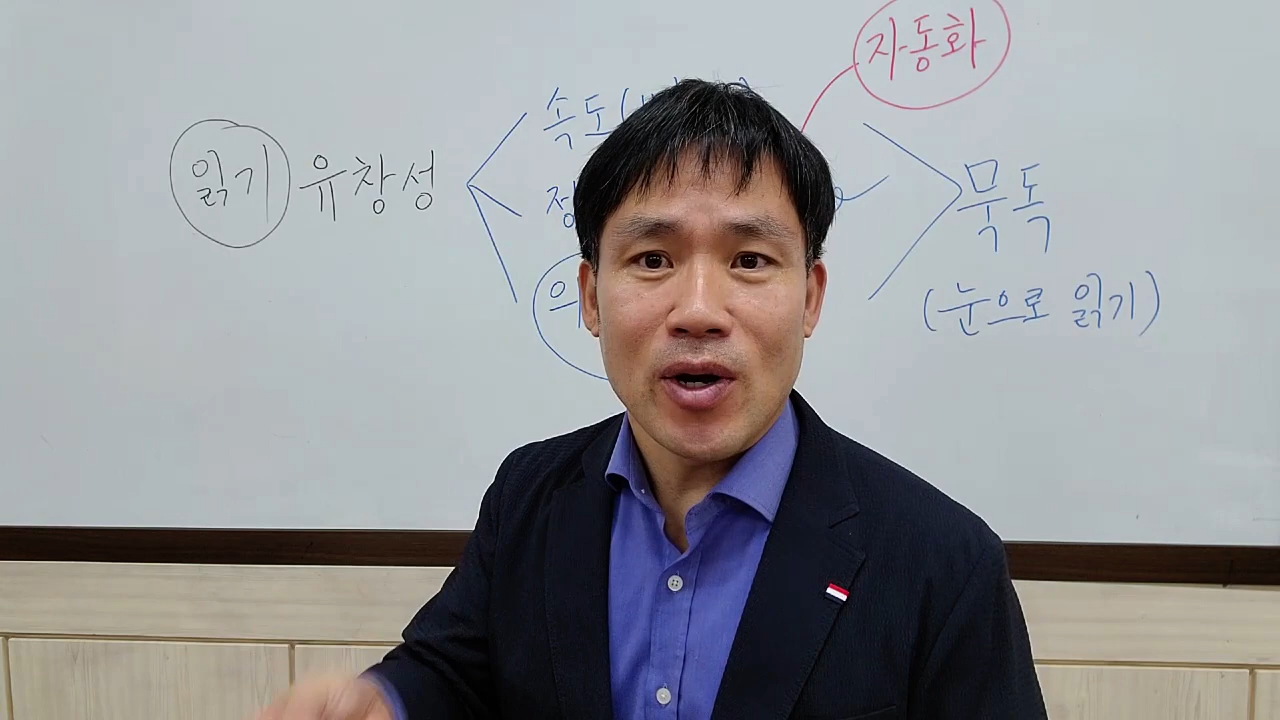 자동화
속도(
읽기 유창성
묵독
(눈으로 읽기)